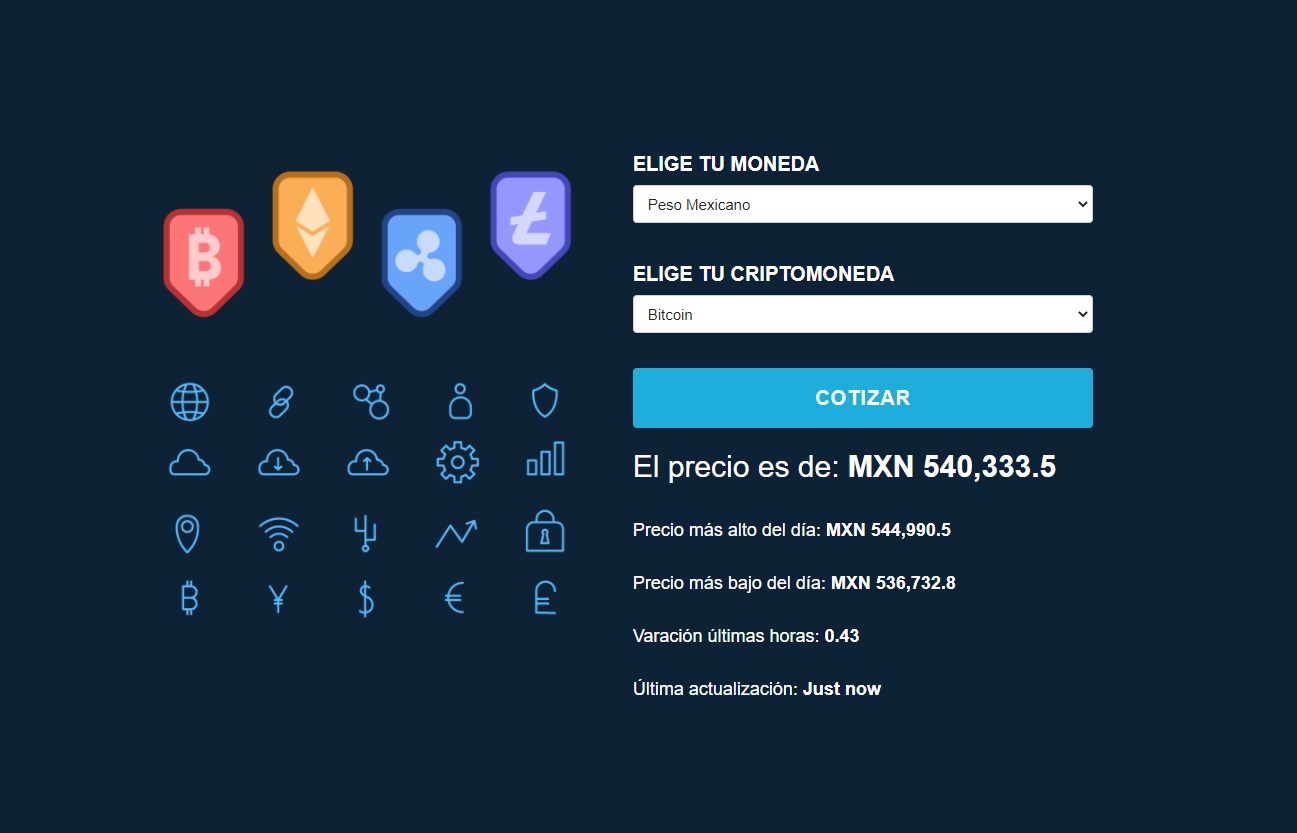 ELIGE TU MONEDA
Peso Mexicano
ELIGE TU CRIPTOMONEDA
Bitcoin
COTIZAR
El precio es de: MXN 540,333.5
Precio más alto del día: MXN 544,990.5
Precio más bajo del día: MXN 536,732.8
Varación últimas horas: 0.43
Última actualización: Just now